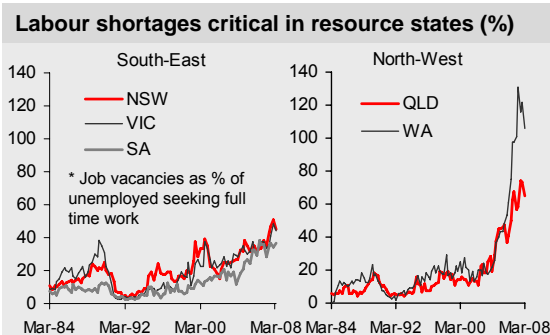 Labour shortages critical in resource states (%)
South-East
140
120
100
80
60
40
20
0
NSW
VIC
SA
* Job vacancies as % of
unemployed seeking full
time work
Mar-84 Mar-92 Mar-00 Mar-08
North-West
140
120
100
80
60
40
20
0
QLD
WA
Mar-84 Mar-92 Mar-00 Mar-08